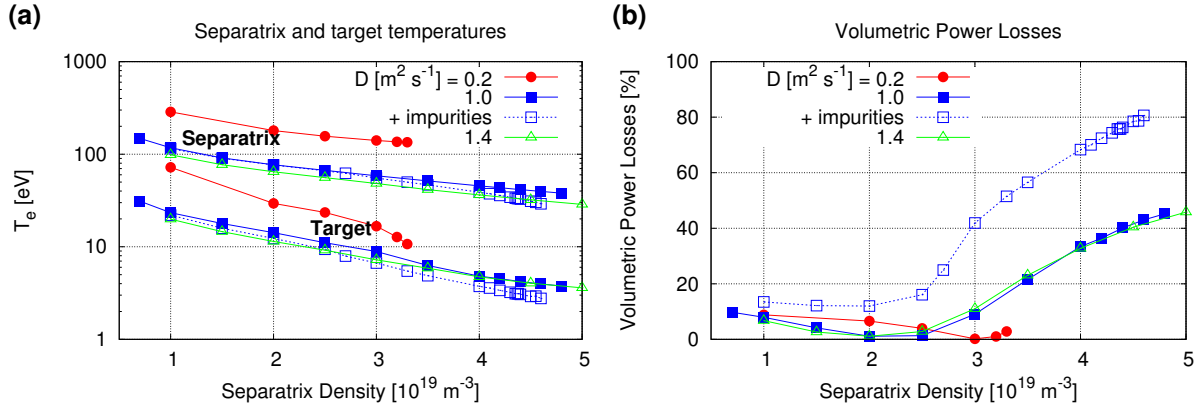 (a)
Separatrix and target temperatures
T_e [eV]
1000
100
10
1
D [m² s⁻¹] = 0.2
1.0
+ impurities
1.4
Separatrix
Target
1 2 3 4 5
Separatrix Density [10¹⁹ m⁻³]
(b)
Volumetric Power Losses
Volumetric Power Losses [%]
100
80
60
40
20
0
D [m² s⁻¹] = 0.2
1.0
+ impurities
1.4
1 2 3 4 5
Separatrix Density [10¹⁹ m⁻³]